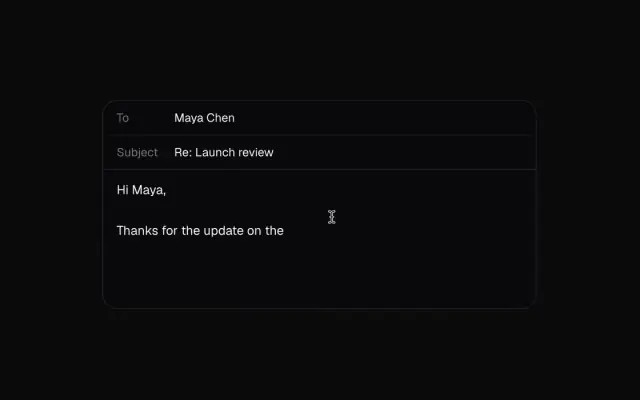 To Maya Chen
Subject Re: Launch review
Hi Maya,
Thanks for the update on the